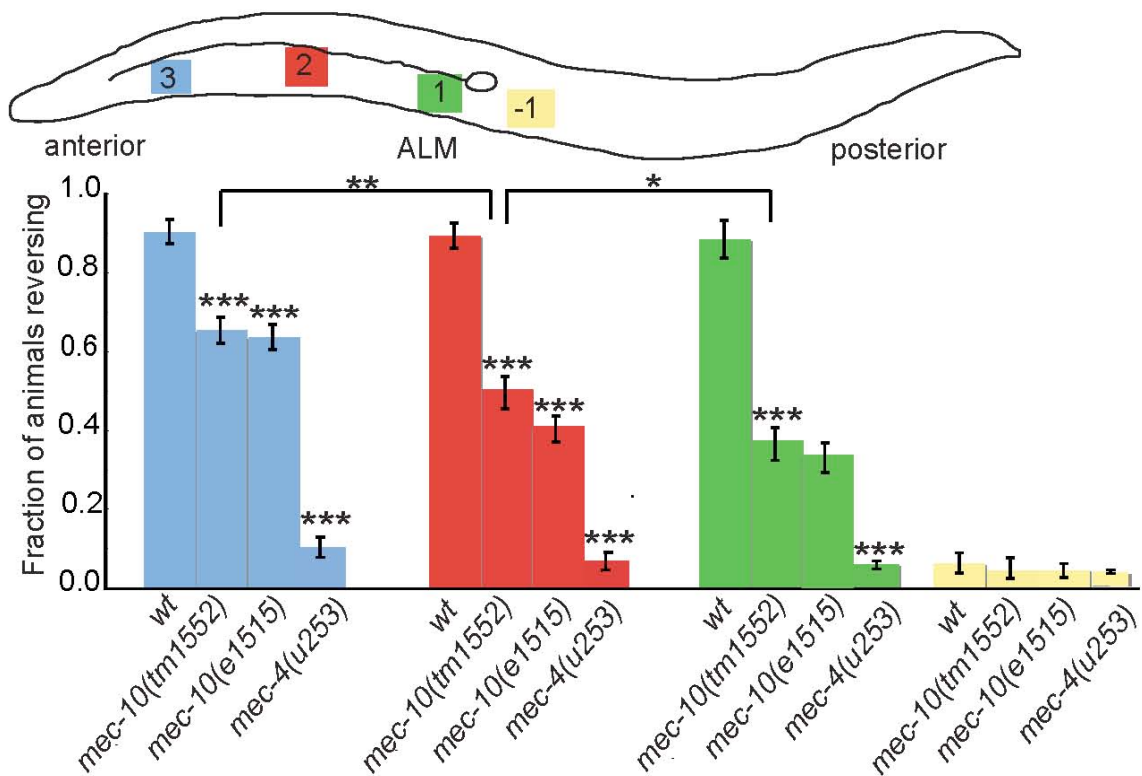 3
2
1
-1
anterior
ALM
posterior
Fraction of animals reversing
1.0
0.8
0.6
0.4
0.2
0.0
**
*
***
***
***
***
***
***
***
***
wt
mec-10(tm1552)
mec-10(e1515)
mec-4(u253)
wt
mec-10(tm1552)
mec-10(e1515)
mec-4(u253)
wt
mec-10(tm1552)
mec-10(e1515)
mec-4(u253)
wt
mec-10(tm1552)
mec-10(e1515)
mec-4(u253)